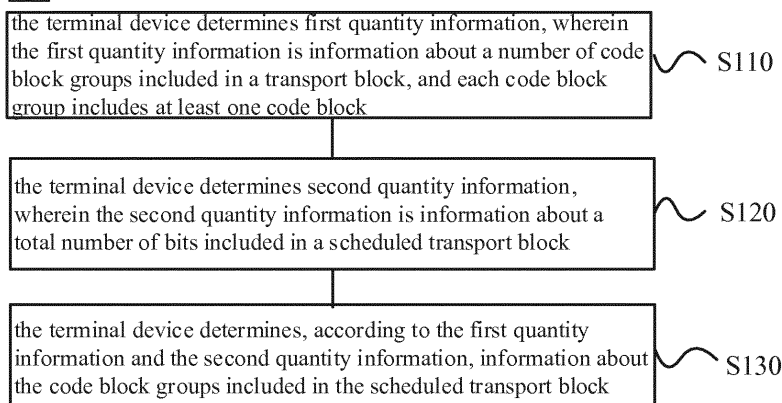 the terminal device determines first quantity information, wherein
the first quantity information is information about a number of code
block groups included in a transport block, and each code block
group includes at least one code block
S110
the terminal device determines second quantity information,
wherein the second quantity information is information about a
total number of bits included in a scheduled transport block
S120
the terminal device determines, according to the first quantity
information and the second quantity information, information about
the code block groups included in the scheduled transport block
S130